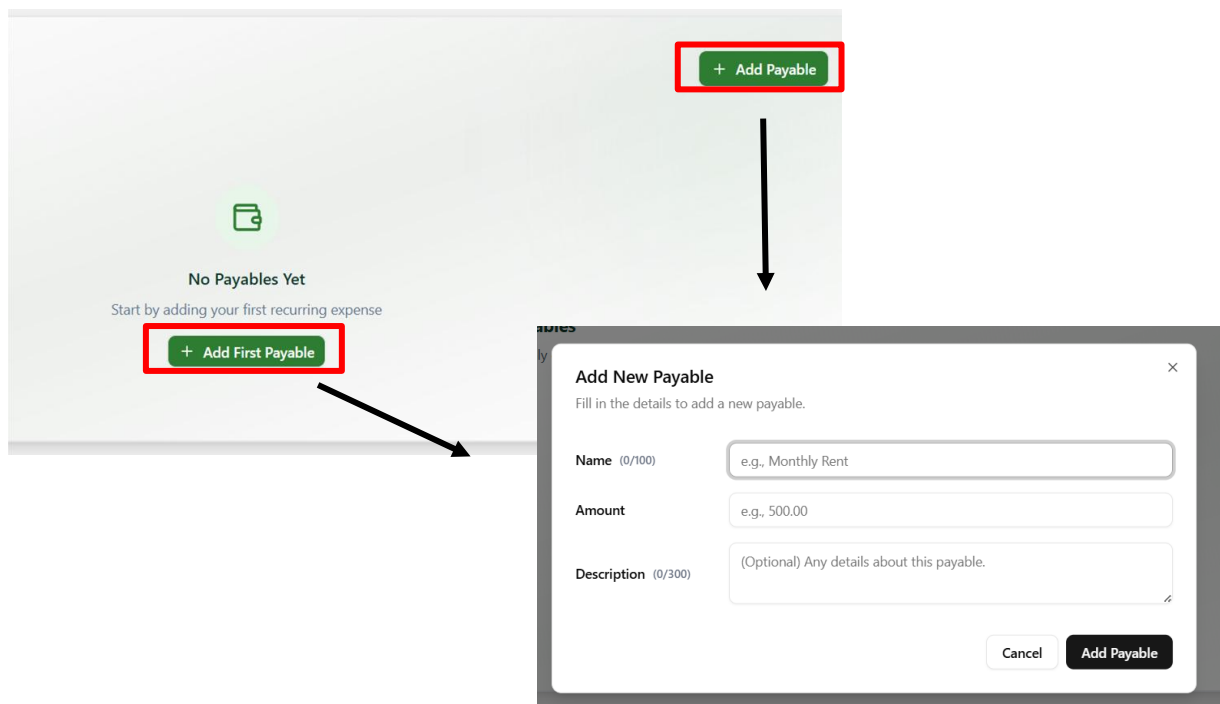 + Add Payable
No Payables Yet
Start by adding your first recurring expense
+ Add First Payable
Add New Payable
Fill in the details to add a new payable.
Name (0/100)
e.g., Monthly Rent
Amount
e.g., 500.00
Description (0/300)
(Optional) Any details about this payable.
Cancel
Add Payable